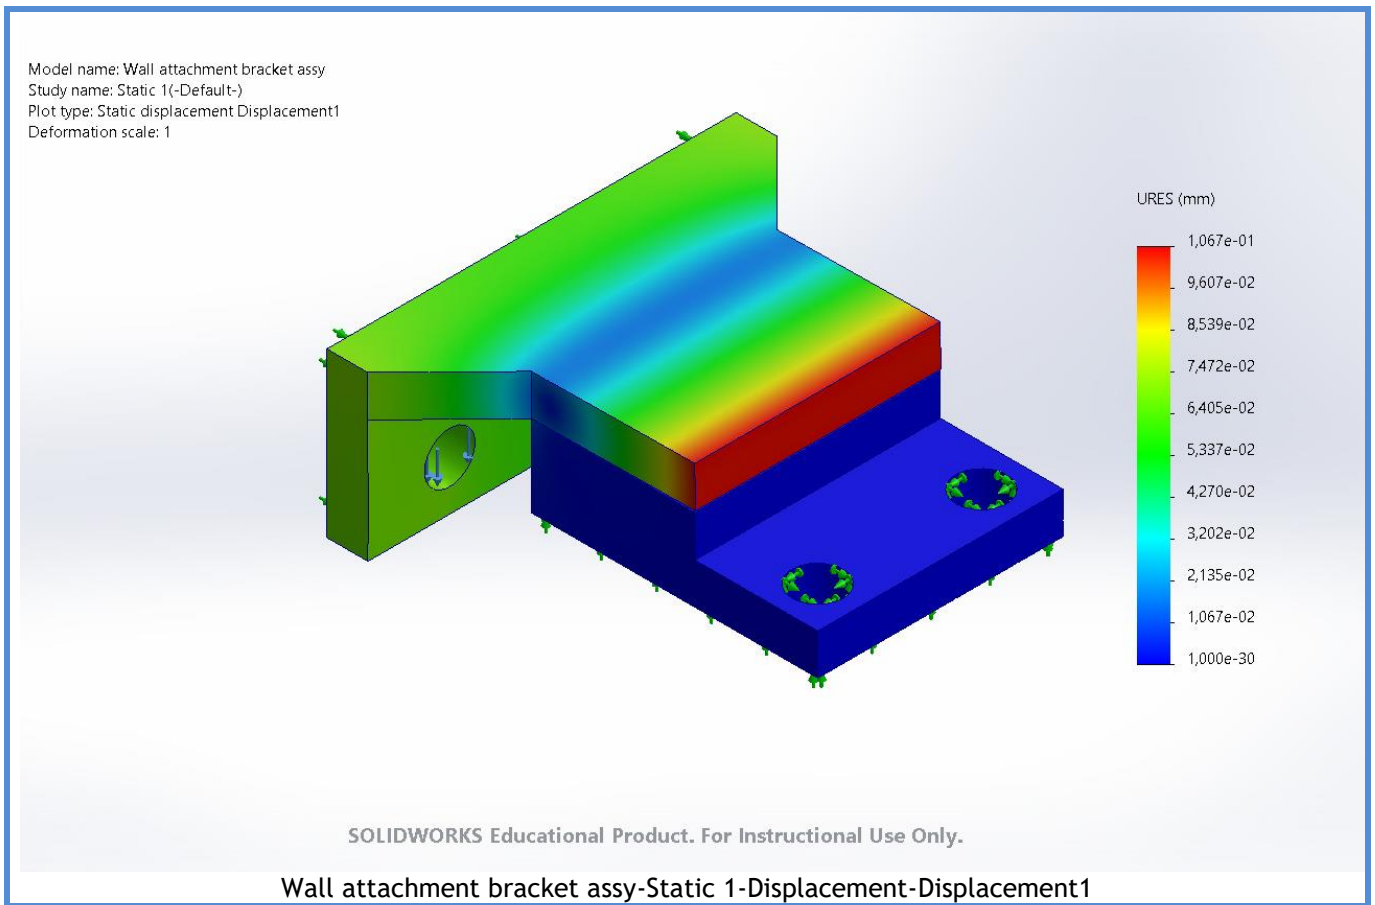 Model name: Wall attachment bracket assy
Study name: Static 1(-Default-)
Plot type: Static displacement Displacement1
Deformation scale: 1
URES (mm)
1,067e-01
9,607e-02
8,539e-02
7,472e-02
6,405e-02
5,337e-02
4,270e-02
3,202e-02
2,135e-02
1,067e-02
1,000e-30
SOLIDWORKS Educational Product. For Instructional Use Only.
Wall attachment bracket assy-Static 1-Displacement-Displacement1